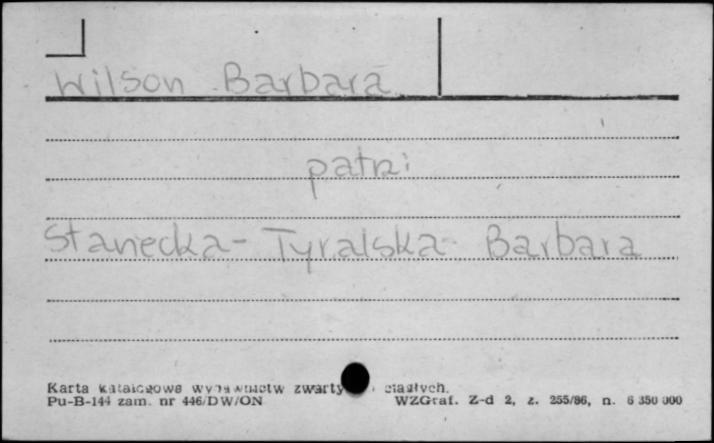 Wilson Barbara
patrz:
Stanecka-Tyralska Barbara
Karta katalogowa wydawnictw zwartych i ciągłych.
Pu-B-144 zam. nr 446/DW/ON WZGraf. Z-d 2, z. 255/86, n. 6 350 000